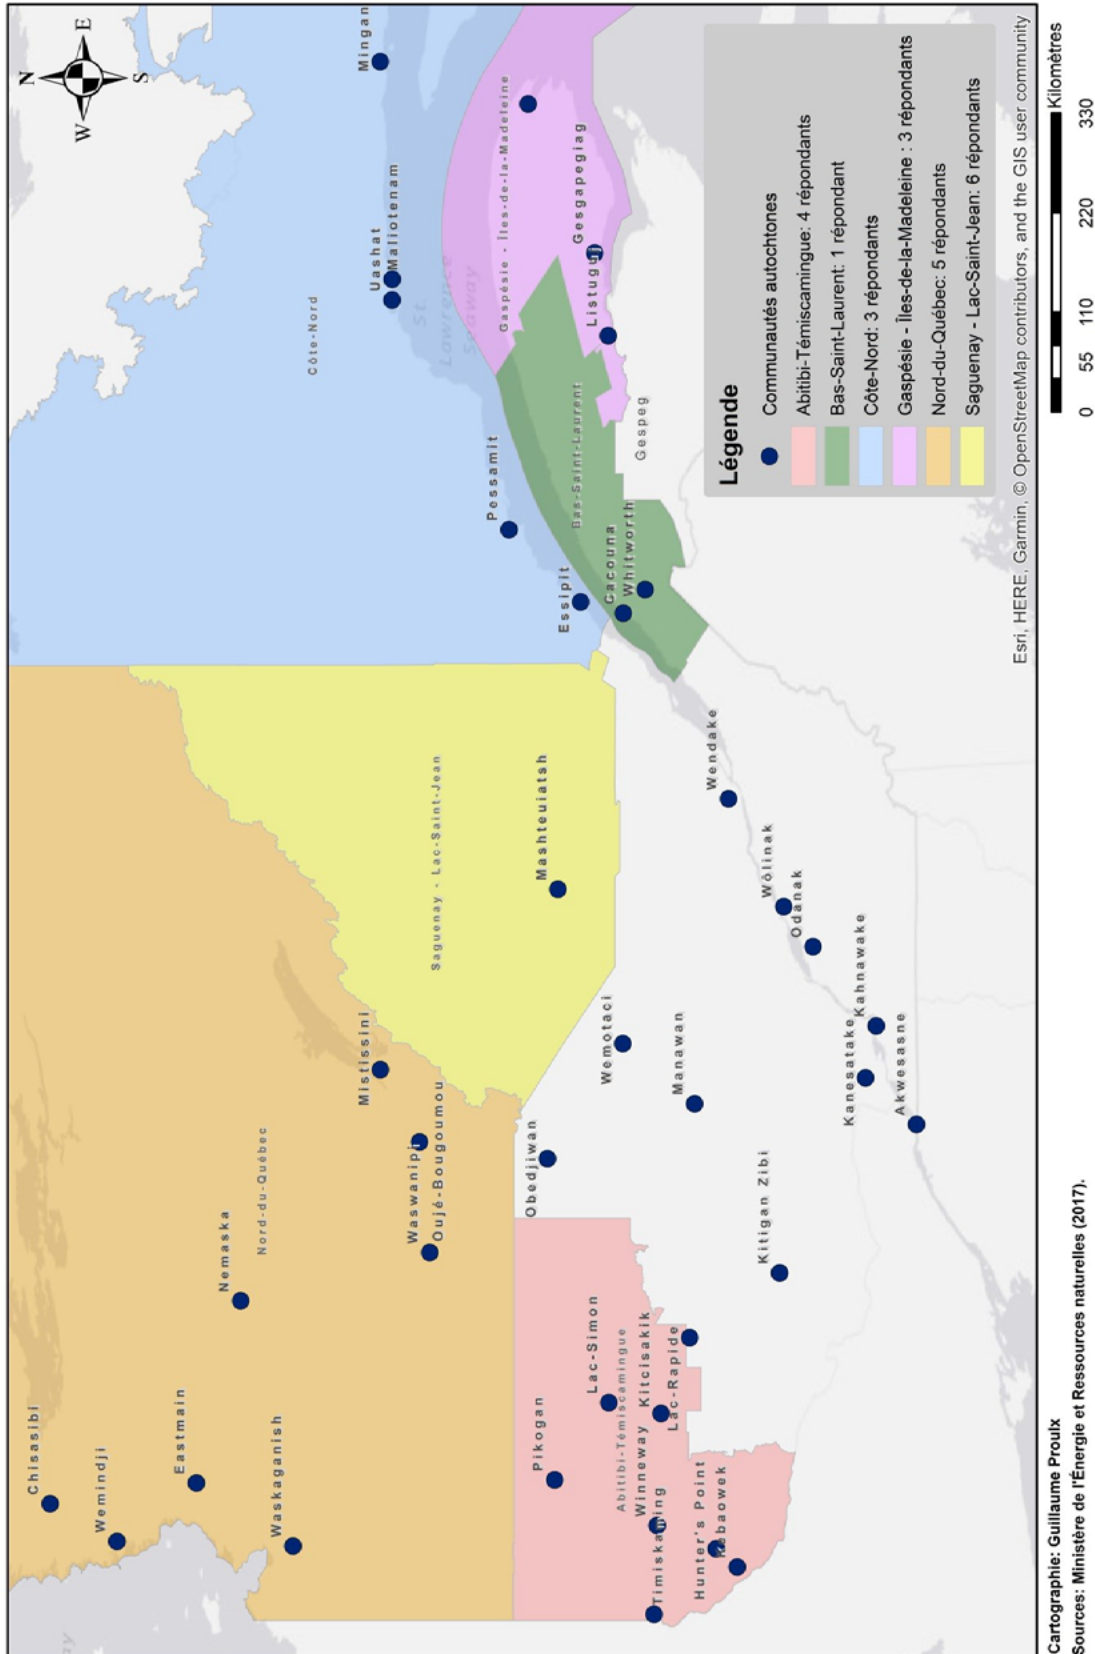 N
E
S
W
Mingan
Uashat
Maliotenam
Côte-Nord
St.
Lawrence
Seaway
Gaspésie - Îles-de-la-Madeleine
Gesgapegiag
Listuguj
Gespeg
Bas-Saint-Laurent
Pessamit
Essipit
Cacouna
Whitworth
Saguenay - Lac-Saint-Jean
Mashteuiatsh
Wendake
Wôlinak
Odanak
Kahnawake
Kanesatake
Akwesasne
Wemotaci
Manawan
Obedjiwan
Kitigan Zibi
Mistissini
Waswanipi
Oujé-Bougoumou
Nord-du-Québec
Nemaska
Chisasibi
Wemindji
Eastmain
Waskaganish
Pikogan
Lac-Simon
Abitibi-Témiscamingue
Winneway
Kitcisakik
Lac-Rapide
Timiskaming
Hunter's Point
Kebaowek
ay
Légende
Communautés autochtones
Abitibi-Témiscamingue: 4 répondants
Bas-Saint-Laurent: 1 répondant
Côte-Nord: 3 répondants
Gaspésie - Îles-de-la-Madeleine : 3 répondants
Nord-du-Québec: 5 répondants
Saguenay - Lac-Saint-Jean: 6 répondants
Esri, HERE, Garmin, © OpenStreetMap contributors, and the GIS user community
Kilomètres
0 55 110 220 330
Cartographie: Guillaume Proulx
Sources: Ministère de l'Énergie et Ressources naturelles (2017).